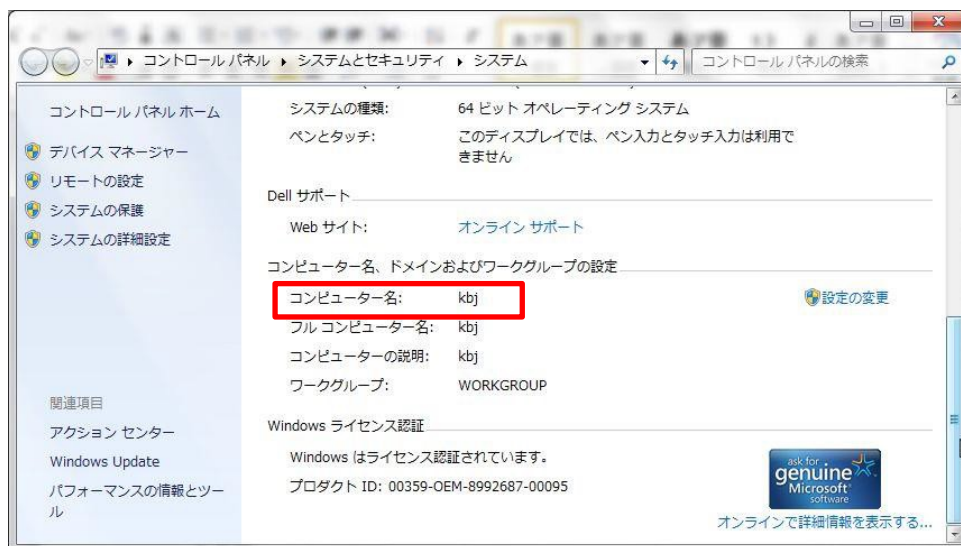 コントロール パネル ▸ システムとセキュリティ ▸ システム
コントロール パネルの検索
コントロール パネル ホーム
デバイス マネージャー
リモートの設定
システムの保護
システムの詳細設定
関連項目
アクション センター
Windows Update
パフォーマンスの情報とツー
ル
システムの種類: 64 ビット オペレーティング システム
ペンとタッチ: このディスプレイでは、ペン入力とタッチ入力は利用で
きません
Dell サポート
Web サイト: オンライン サポート
コンピューター名、ドメインおよびワークグループの設定
コンピューター名: kbj
設定の変更
フル コンピューター名: kbj
コンピューターの説明: kbj
ワークグループ: WORKGROUP
Windows ライセンス認証
Windows はライセンス認証されています。
プロダクト ID: 00359-OEM-8992687-00095
ask for
genuine
Microsoft
software
オンラインで詳細情報を表示する...